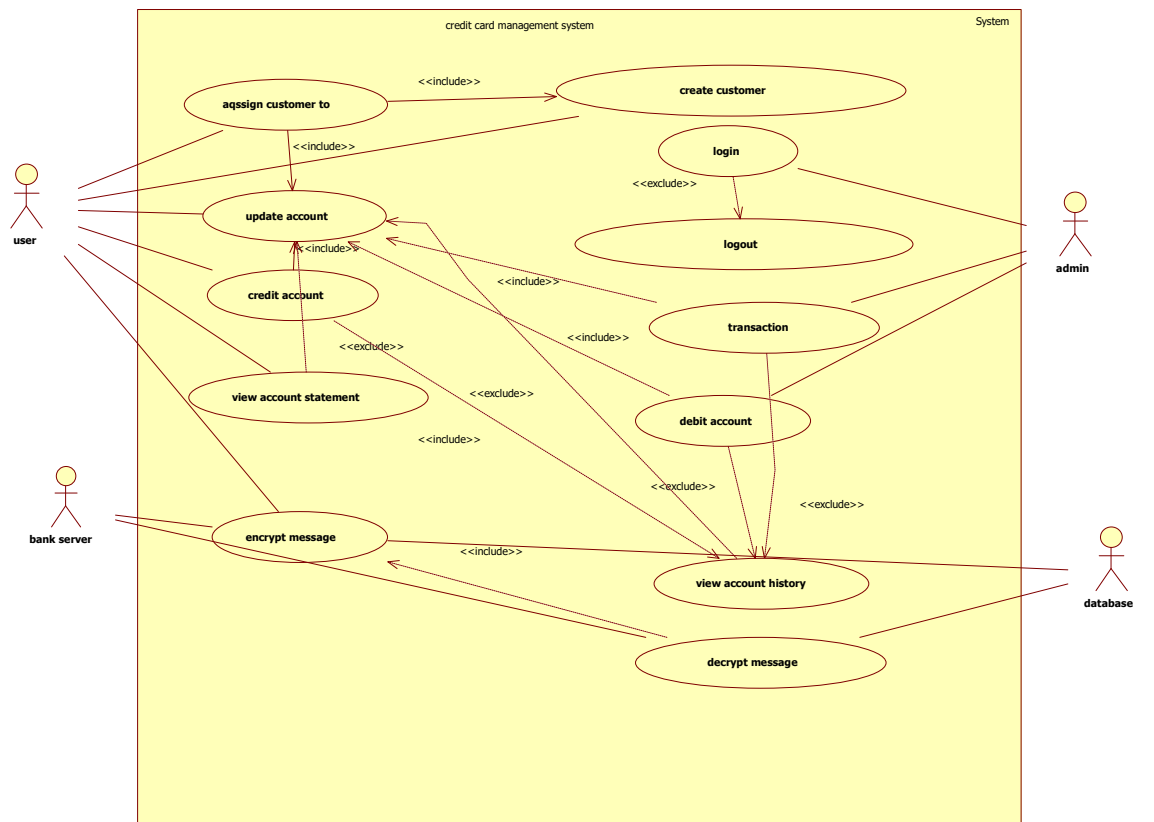 credit card management system
System
<<include>>
aqssign customer to
create customer
<<include>>
login
<<exclude>>
user
update account
logout
admin
<<include>>
credit account
<<include>>
transaction
<<include>>
<<exclude>>
view account statement
<<exclude>>
debit account
<<include>>
<<exclude>>
<<exclude>>
bank server
encrypt message
<<include>>
view account history
database
decrypt message